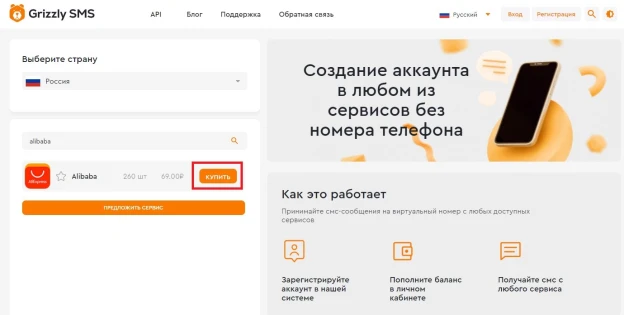 Grizzly SMS
API
Блог
Поддержка
Обратная связь
Русский
Вход
Регистрация
Выберите страну
Россия
alibaba
Alibaba
260 шт
69.00₽
КУПИТЬ
ПРЕДЛОЖИТЬ СЕРВИС
Создание аккаунта
в любом из
сервисов без
номера телефона
Как это работает
Принимайте смс-сообщения на виртуальный номер с любых доступных
сервисов
Зарегистрируйте
аккаунт в нашей
системе
Пополните баланс
в личном
кабинете
Получайте смс с
любого сервиса